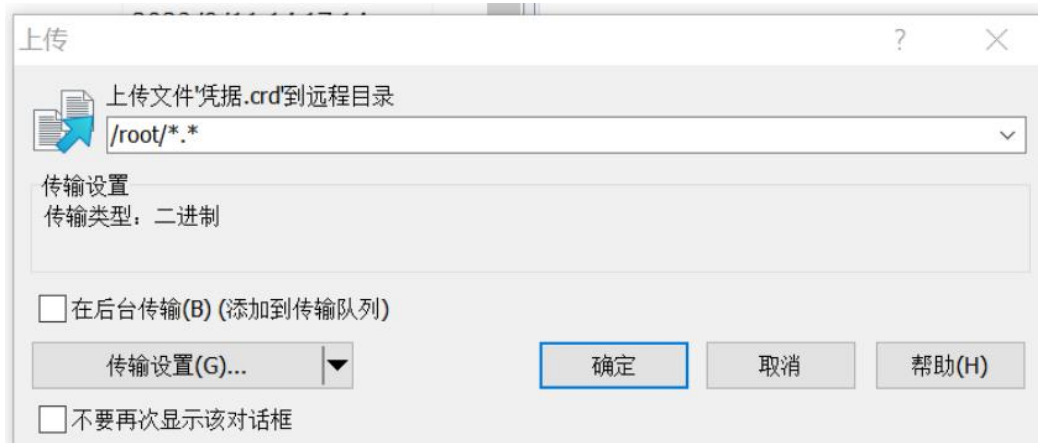 上传
?
上传文件'凭据.crd'到远程目录
/root/*.*
传输设置
传输类型：二进制
在后台传输(B) (添加到传输队列)
传输设置(G)...
确定
取消
帮助(H)
不要再次显示该对话框